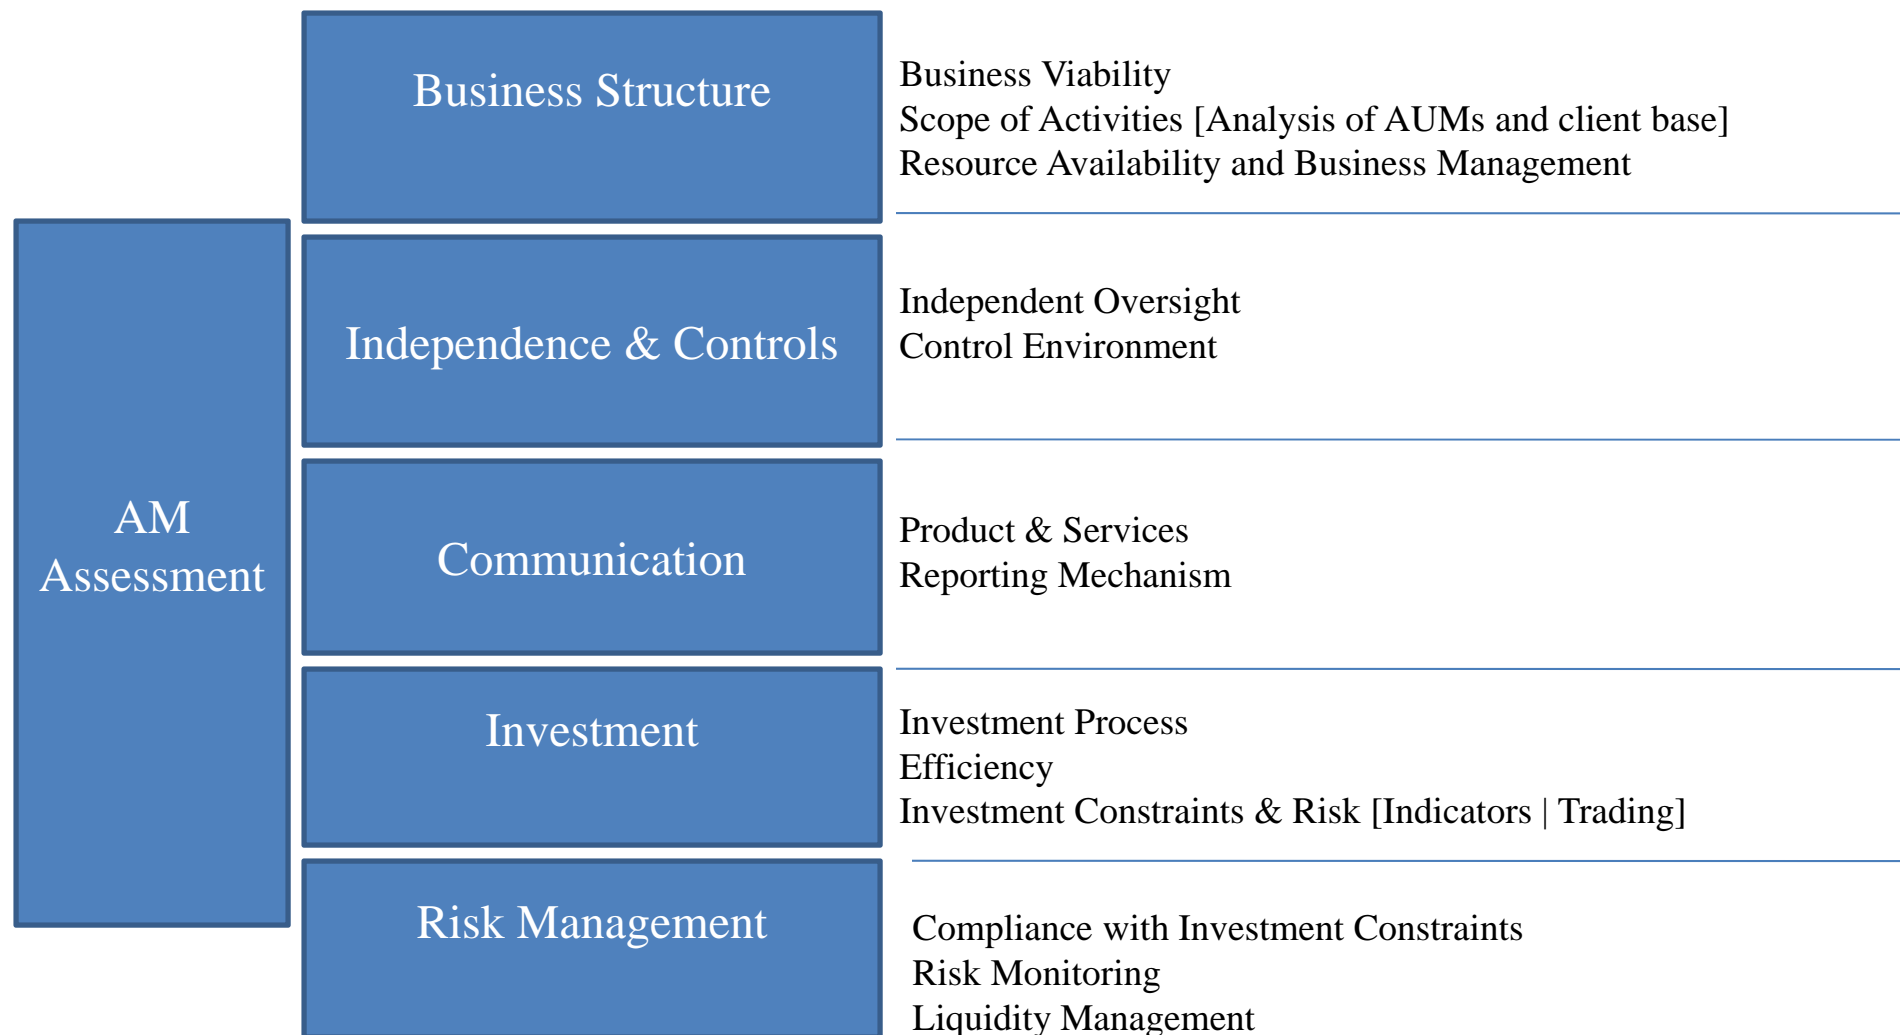 AM
Assessment
Business Structure
Business Viability
Scope of Activities [Analysis of AUMs and client base]
Resource Availability and Business Management
Independence & Controls
Independent Oversight
Control Environment
Communication
Product & Services
Reporting Mechanism
Investment
Investment Process
Efficiency
Investment Constraints & Risk [Indicators | Trading]
Risk Management
Compliance with Investment Constraints
Risk Monitoring
Liquidity Management